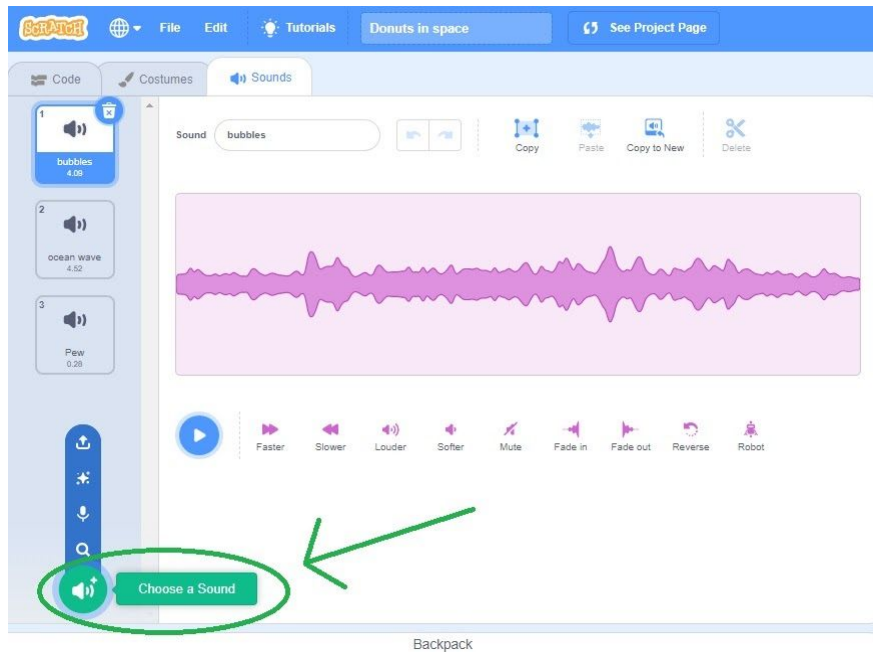 SCRATCH File Edit Tutorials Donuts in space See Project Page
Code Costumes Sounds
1
bubbles
4.09
2
ocean wave
4.52
3
Pew
0.28
Sound bubbles Copy Paste Copy to New Delete
Faster Slower Louder Softer Mute Fade in Fade out Reverse Robot
Choose a Sound
Backpack